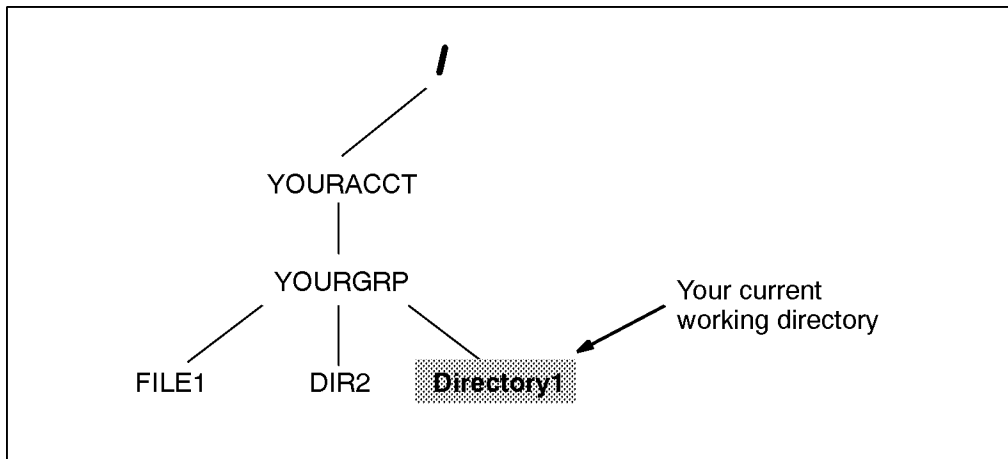 /
YOURACCT
YOURGRP
Your current
working directory
FILE1
DIR2
Directory1